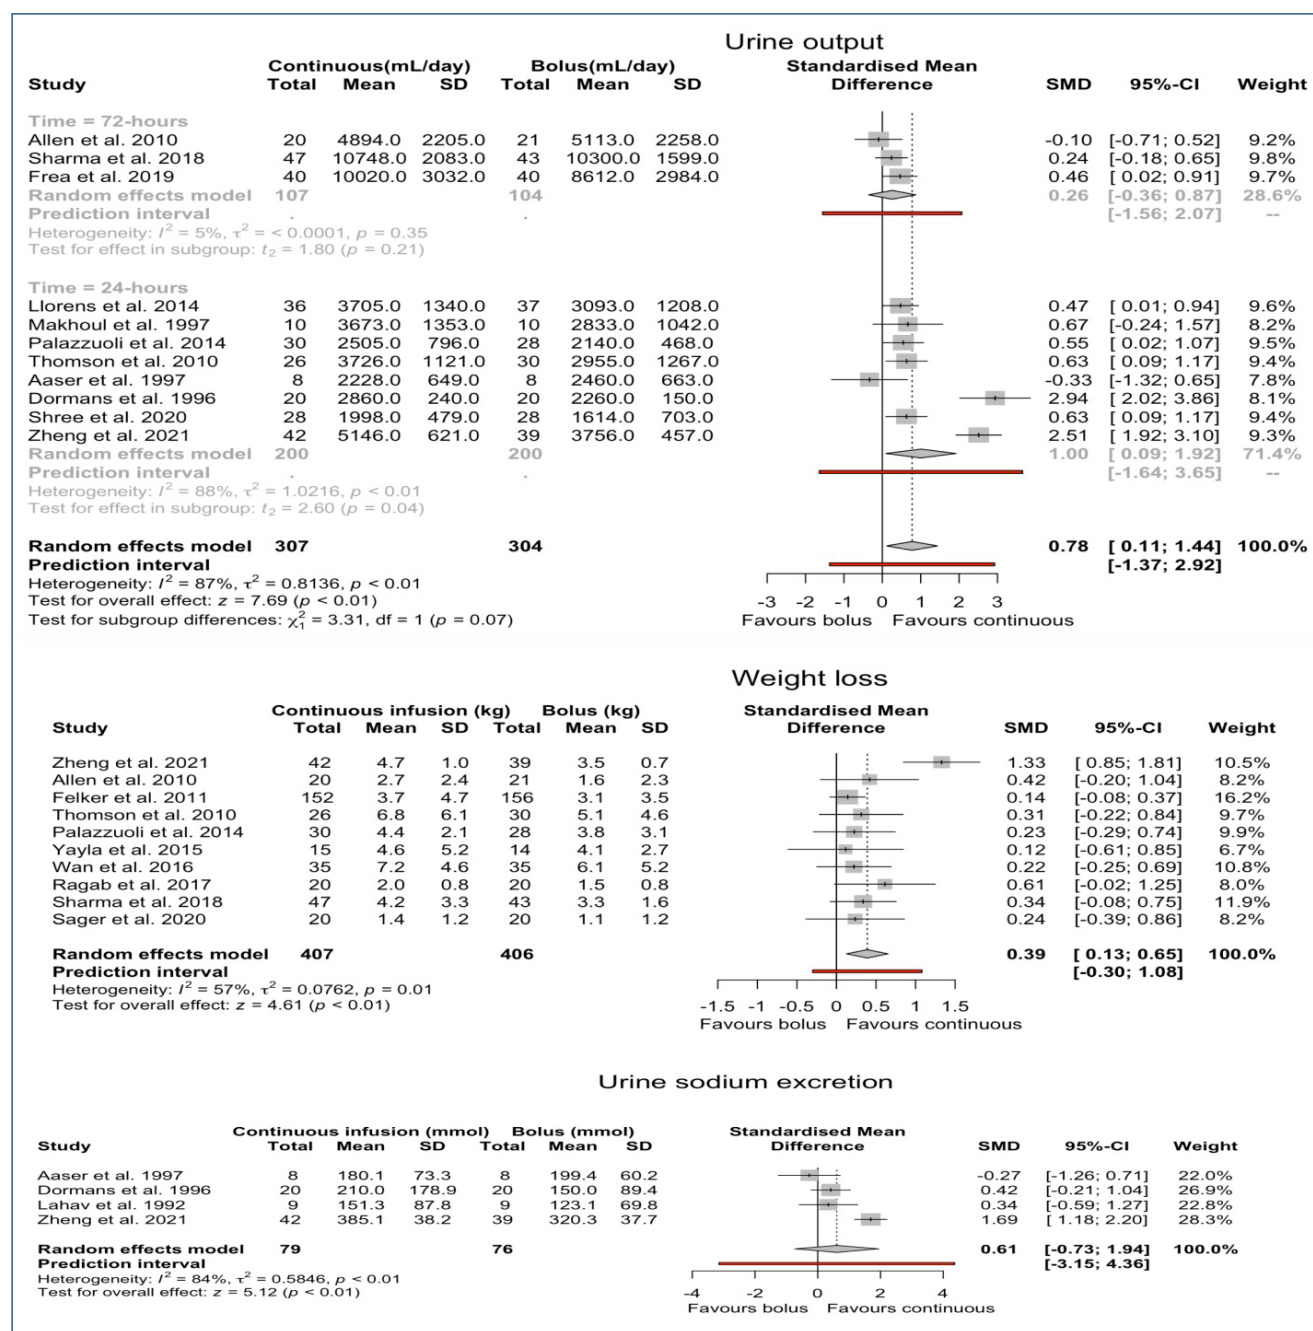 Urine output
Continuous(mL/day) Bolus(mL/day) Standardised Mean
Study Total Mean SD Total Mean SD Difference SMD 95%-CI Weight
Time = 72-hours
Allen et al. 2010 20 4894.0 2205.0 21 5113.0 2258.0 -0.10 [-0.71; 0.52] 9.2%
Sharma et al. 2018 47 10748.0 2083.0 43 10300.0 1599.0 0.24 [-0.18; 0.65] 9.8%
Frea et al. 2019 40 10020.0 3032.0 40 8612.0 2984.0 0.46 [ 0.02; 0.91] 9.7%
Random effects model 107 104 0.26 [-0.36; 0.87] 28.6%
Prediction interval . . [-1.56; 2.07] --
Heterogeneity: I² = 5%, τ² = < 0.0001, p = 0.35
Test for effect in subgroup: t₂ = 1.80 (p = 0.21)
Time = 24-hours
Llorens et al. 2014 36 3705.0 1340.0 37 3093.0 1208.0 0.47 [ 0.01; 0.94] 9.6%
Makhoul et al. 1997 10 3673.0 1353.0 10 2833.0 1042.0 0.67 [-0.24; 1.57] 8.2%
Palazzuoli et al. 2014 30 2505.0 796.0 28 2140.0 468.0 0.55 [ 0.02; 1.07] 9.5%
Thomson et al. 2010 26 3726.0 1121.0 30 2955.0 1267.0 0.63 [ 0.09; 1.17] 9.4%
Aaser et al. 1997 8 2228.0 649.0 8 2460.0 663.0 -0.33 [-1.32; 0.65] 7.8%
Dormans et al. 1996 20 2860.0 240.0 20 2260.0 150.0 2.94 [ 2.02; 3.86] 8.1%
Shree et al. 2020 28 1998.0 479.0 28 1614.0 703.0 0.63 [ 0.09; 1.17] 9.4%
Zheng et al. 2021 42 5146.0 621.0 39 3756.0 457.0 2.51 [ 1.92; 3.10] 9.3%
Random effects model 200 200 1.00 [ 0.09; 1.92] 71.4%
Prediction interval . . [-1.64; 3.65] --
Heterogeneity: I² = 88%, τ² = 1.0216, p < 0.01
Test for effect in subgroup: t₂ = 2.60 (p = 0.04)
Random effects model 307 304 0.78 [ 0.11; 1.44] 100.0%
Prediction interval [-1.37; 2.92]
Heterogeneity: I² = 87%, τ² = 0.8136, p < 0.01
Test for overall effect: z = 7.69 (p < 0.01)
Test for subgroup differences: χ²₁ = 3.31, df = 1 (p = 0.07)
-3 -2 -1 0 1 2 3
Favours bolus Favours continuous
Weight loss
Continuous infusion (kg) Bolus (kg) Standardised Mean
Study Total Mean SD Total Mean SD Difference SMD 95%-CI Weight
Zheng et al. 2021 42 4.7 1.0 39 3.5 0.7 1.33 [ 0.85; 1.81] 10.5%
Allen et al. 2010 20 2.7 2.4 21 1.6 2.3 0.42 [-0.20; 1.04] 8.2%
Felker et al. 2011 152 3.7 4.7 156 3.1 3.5 0.14 [-0.08; 0.37] 16.2%
Thomson et al. 2010 26 6.8 6.1 30 5.1 4.6 0.31 [-0.22; 0.84] 9.7%
Palazzuoli et al. 2014 30 4.4 2.1 28 3.8 3.1 0.23 [-0.29; 0.74] 9.9%
Yayla et al. 2015 15 4.6 5.2 14 4.1 2.7 0.12 [-0.61; 0.85] 6.7%
Wan et al. 2016 35 7.2 4.6 35 6.1 5.2 0.22 [-0.25; 0.69] 10.8%
Ragab et al. 2017 20 2.0 0.8 20 1.5 0.8 0.61 [-0.02; 1.25] 8.0%
Sharma et al. 2018 47 4.2 3.3 43 3.3 1.6 0.34 [-0.08; 0.75] 11.9%
Sager et al. 2020 20 1.4 1.2 20 1.1 1.2 0.24 [-0.39; 0.86] 8.2%
Random effects model 407 406 0.39 [ 0.13; 0.65] 100.0%
Prediction interval [-0.30; 1.08]
Heterogeneity: I² = 57%, τ² = 0.0762, p = 0.01
Test for overall effect: z = 4.61 (p < 0.01)
-1.5 -1 -0.5 0 0.5 1 1.5
Favours bolus Favours continuous
Urine sodium excretion
Continuous infusion (mmol) Bolus (mmol) Standardised Mean
Study Total Mean SD Total Mean SD Difference SMD 95%-CI Weight
Aaser et al. 1997 8 180.1 73.3 8 199.4 60.2 -0.27 [-1.26; 0.71] 22.0%
Dormans et al. 1996 20 210.0 178.9 20 150.0 89.4 0.42 [-0.21; 1.04] 26.9%
Lahav et al. 1992 9 151.3 87.8 9 123.1 69.8 0.34 [-0.59; 1.27] 22.8%
Zheng et al. 2021 42 385.1 38.2 39 320.3 37.7 1.69 [ 1.18; 2.20] 28.3%
Random effects model 79 76 0.61 [-0.73; 1.94] 100.0%
Prediction interval [-3.15; 4.36]
Heterogeneity: I² = 84%, τ² = 0.5846, p < 0.01
Test for overall effect: z = 5.12 (p < 0.01)
-4 -2 0 2 4
Favours bolus Favours continuous